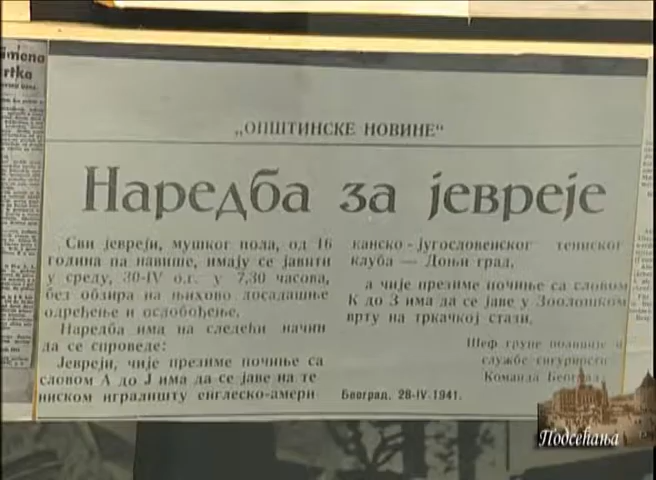 „ОПШТИНСКЕ НОВИНЕ“
Наредба за јевреје
Сви јевреји, мушког пола, од 16
година па навише, имају се јавити
у среду, 30-IV о.г. у 7,30 часова,
без обзира на њихово досадашње
одређење и ослобођење.
Наредба има на следећи начин
да се спроведе:
Јевреји, чије презиме почиње са
словом А до Ј има да се јаве на те
ниском игралишту енглеско-амери
канско-југословенског тениског
клуба — Доњи град,
а чије презиме почиње са словом
К до З има да се јаве у Зоолошком
врту на тркачкој стази.
Шеф групе полиције и
службе сигурности
Команда Београд
Београд, 28-IV-1941.
Подсећања